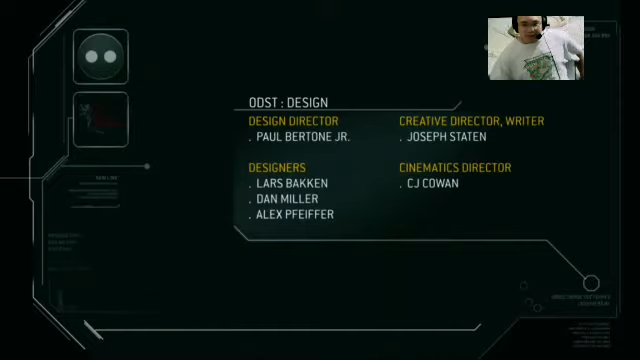 ODST : DESIGN
DESIGN DIRECTOR
. PAUL BERTONE JR.
CREATIVE DIRECTOR, WRITER
. JOSEPH STATEN
DESIGNERS
. LARS BAKKEN
. DAN MILLER
. ALEX PFEIFFER
CINEMATICS DIRECTOR
. CJ COWAN